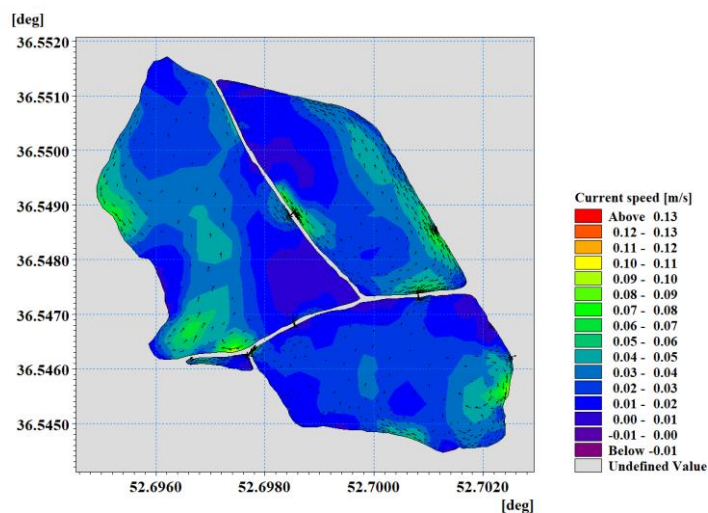 [deg]
36.5520
36.5510
36.5500
36.5490
36.5480
36.5470
36.5460
36.5450
52.6960
52.6980
52.7000
52.7020
[deg]
Current speed [m/s]
Above 0.13
0.12 - 0.13
0.11 - 0.12
0.10 - 0.11
0.09 - 0.10
0.08 - 0.09
0.07 - 0.08
0.06 - 0.07
0.05 - 0.06
0.04 - 0.05
0.03 - 0.04
0.02 - 0.03
0.01 - 0.02
0.00 - 0.01
-0.01 - 0.00
Below -0.01
Undefined Value